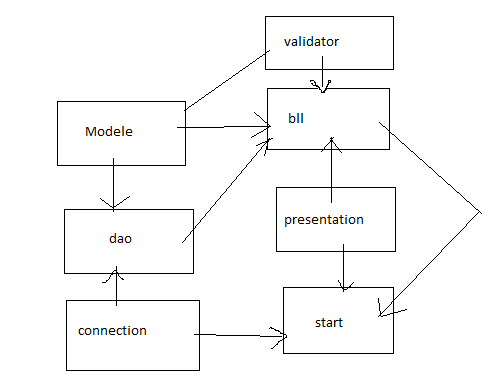 validator
bll
Modele
presentation
dao
connection
start